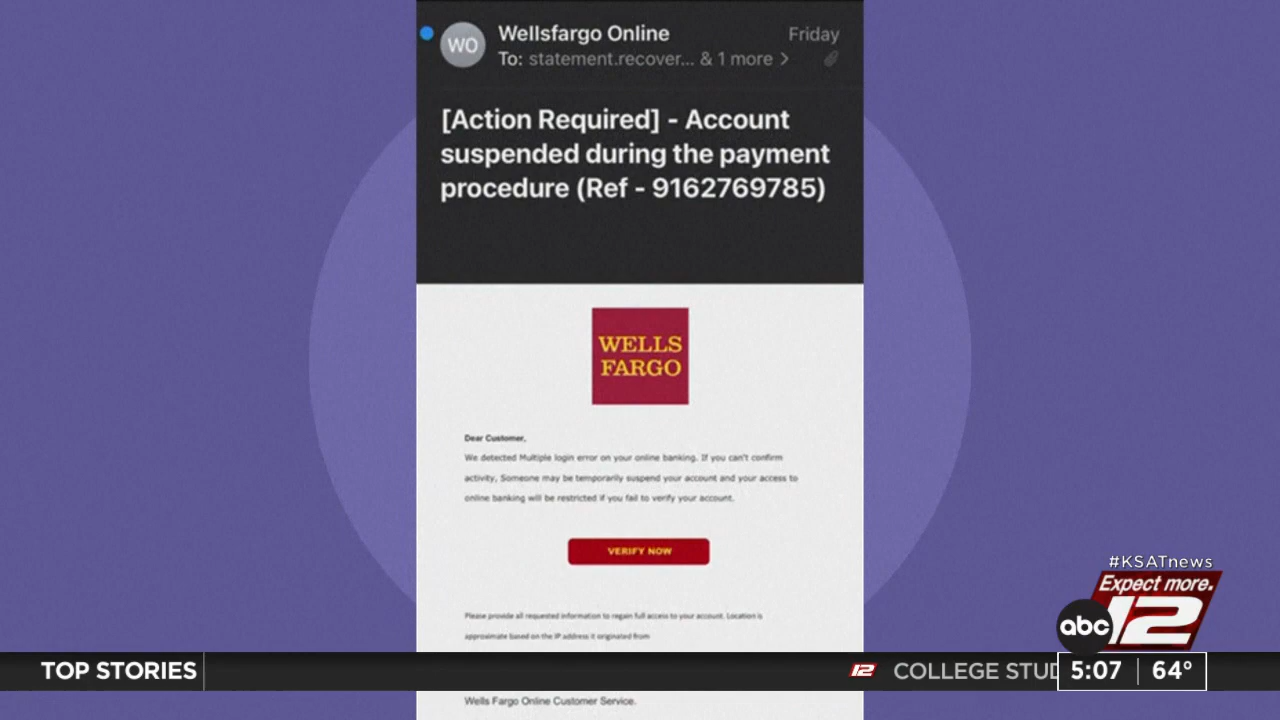 WO
Wellsfargo Online
Friday
To: statement.recover... & 1 more >
[Action Required] - Account
suspended during the payment
procedure (Ref - 9162769785)
WELLS
FARGO
Dear Customer,
We detected Multiple login error on your online banking. If you can't confirm
activity, Someone may be temporarily suspend your account and your access to
online banking will be restricted if you fail to verify your account.
VERIFY NOW
Please provide all requested information to regain full access to your account. Location is
approximate based on the IP address it originated from
Wells Fargo Online Customer Service.
#KSATnews
Expect more.
abc
12
TOP STORIES
12
COLLEGE STUD
5:07
64°